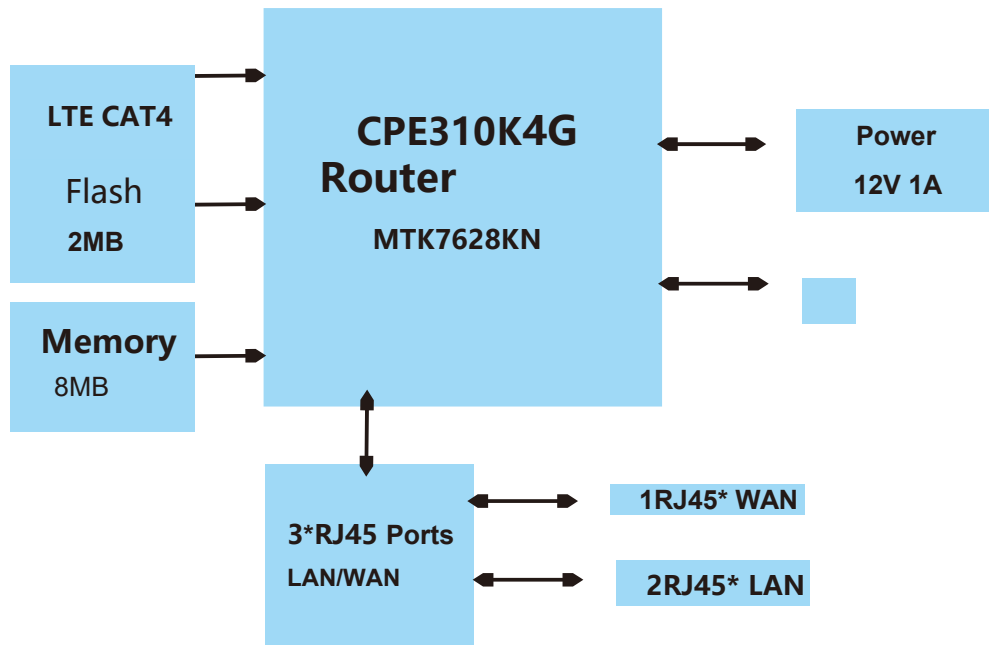 LTE CAT4
Flash
2MB
Memory
8MB
CPE310K4G
Router
MTK7628KN
Power
12V 1A
3*RJ45 Ports
LAN/WAN
1RJ45* WAN
2RJ45* LAN